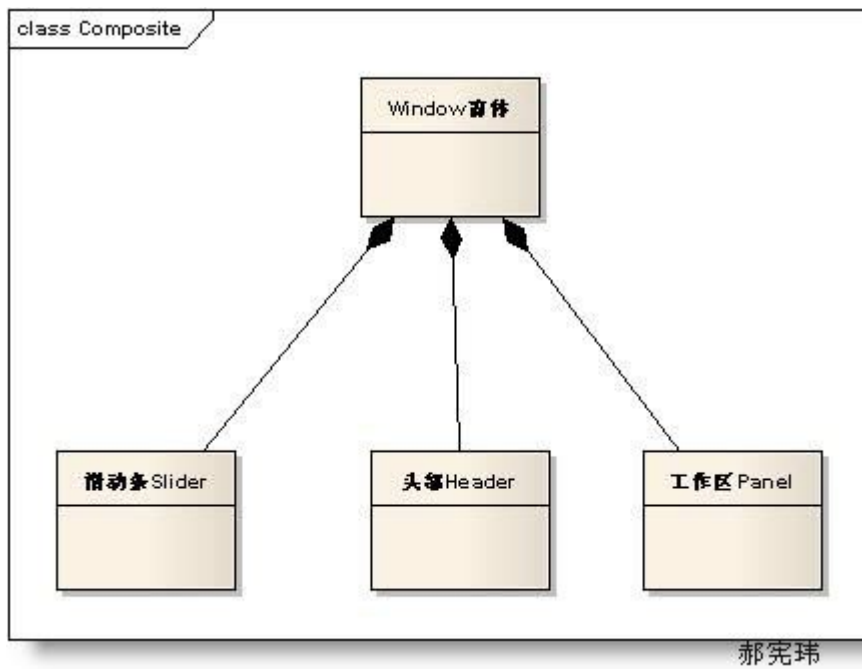 class Composite
Window窗体
滑动条Slider
头部Header
工作区Panel
郝宪玮